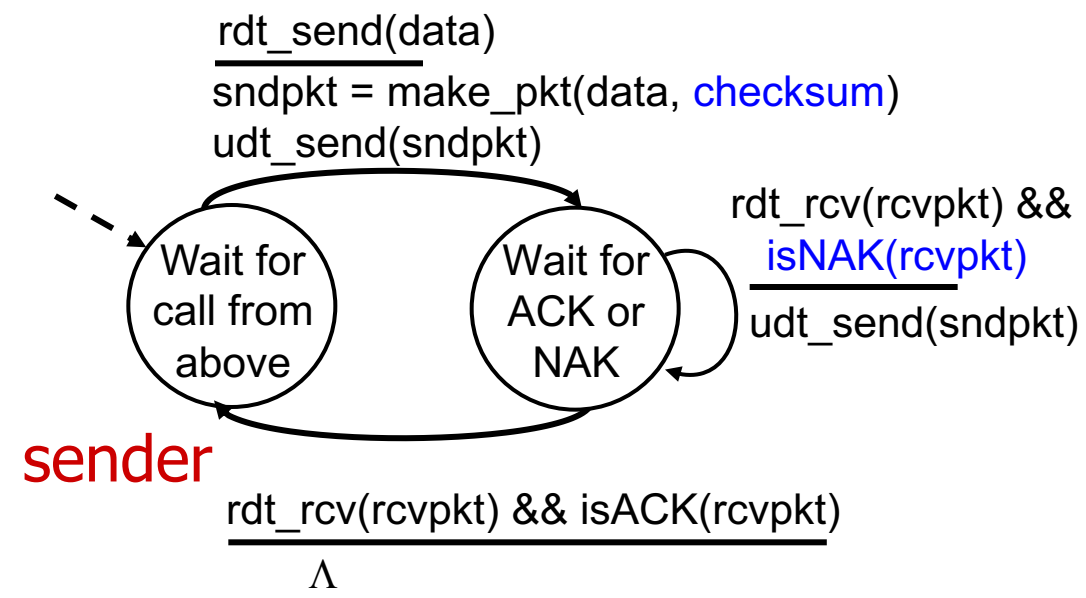 rdt_send(data)
sndpkt = make_pkt(data, checksum)
udt_send(sndpkt)
Wait for
call from
above
Wait for
ACK or
NAK
rdt_rcv(rcvpkt) &&
isNAK(rcvpkt)
udt_send(sndpkt)
sender
rdt_rcv(rcvpkt) && isACK(rcvpkt)
Λ